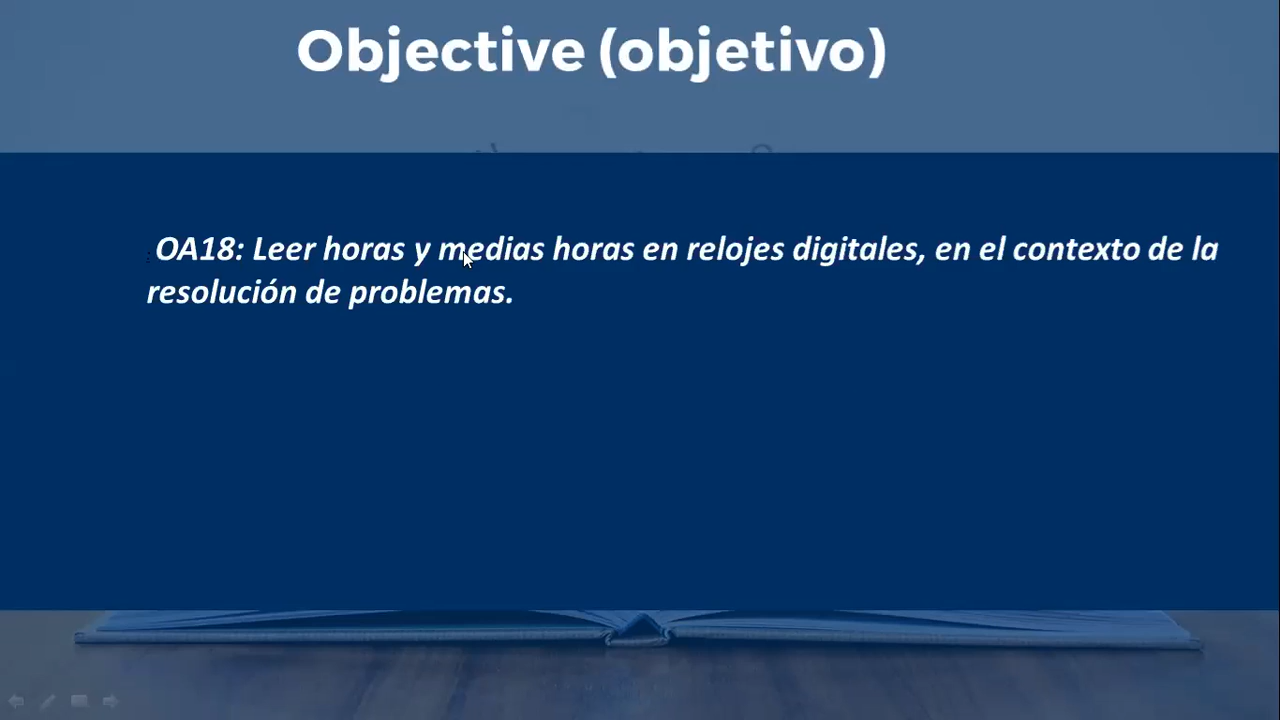 Objective (objetivo)
OA18: Leer horas y medias horas en relojes digitales, en el contexto de la
resolución de problemas.